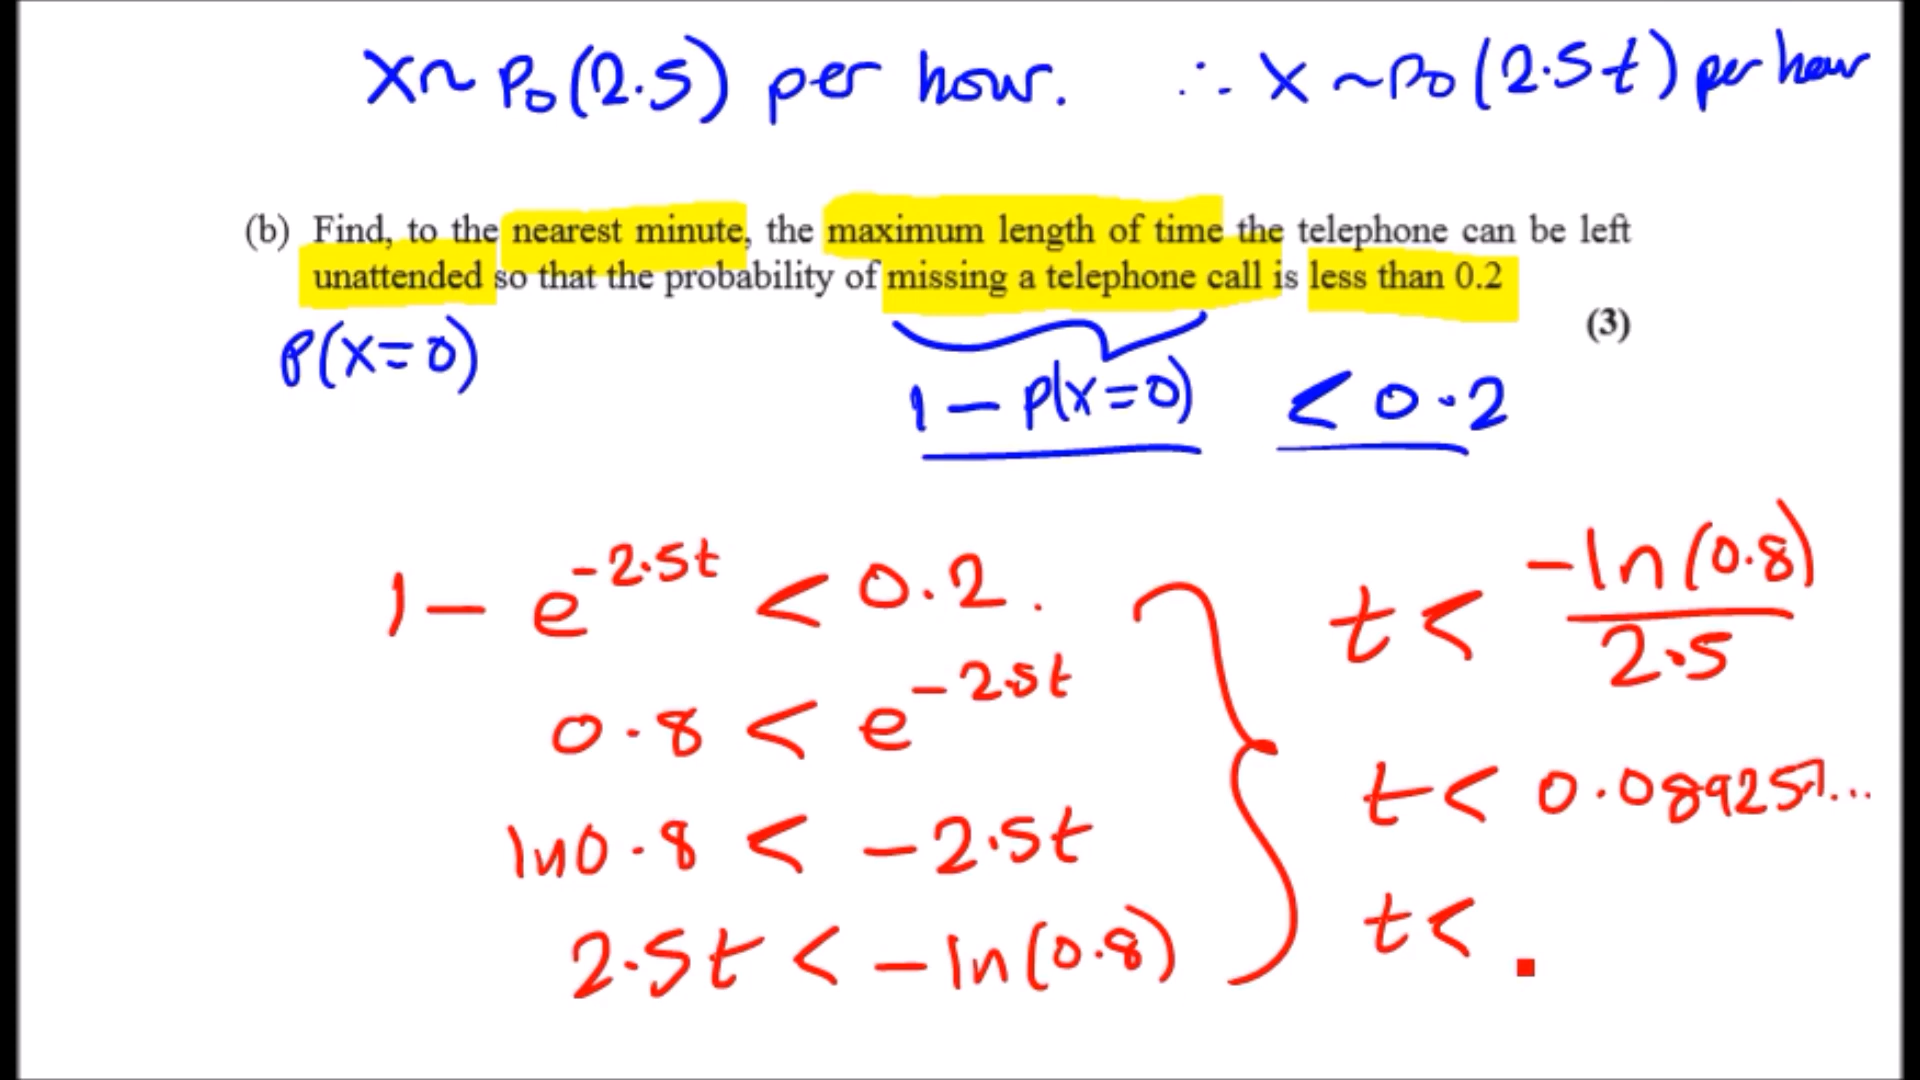 X~Po(2.5) per hour. ∴ X~Po(2.5t) per hour
(b) Find, to the nearest minute, the maximum length of time the telephone can be left
unattended so that the probability of missing a telephone call is less than 0.2
(3)
P(X=0)
1 - P(X=0) < 0.2
1 - e^{-2.5t} < 0.2.
0.8 < e^{-2.5t}
ln0.8 < -2.5t
2.5t < -ln(0.8)
t < -ln(0.8)/2.5
t < 0.089257...
t <